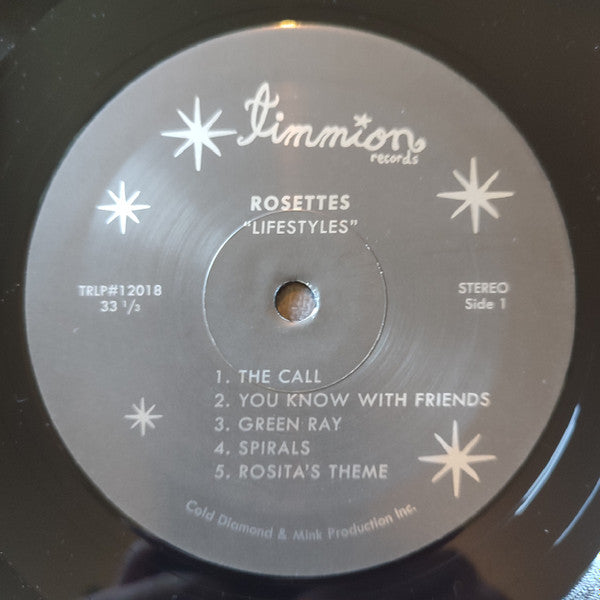 Timmion
records
ROSETTES
"LIFESTYLES"
TRLP#12018
33 1/3
STEREO
Side 1
1. THE CALL
2. YOU KNOW WITH FRIENDS
3. GREEN RAY
4. SPIRALS
5. ROSITA'S THEME
Cold Diamond & Mink Production Inc.